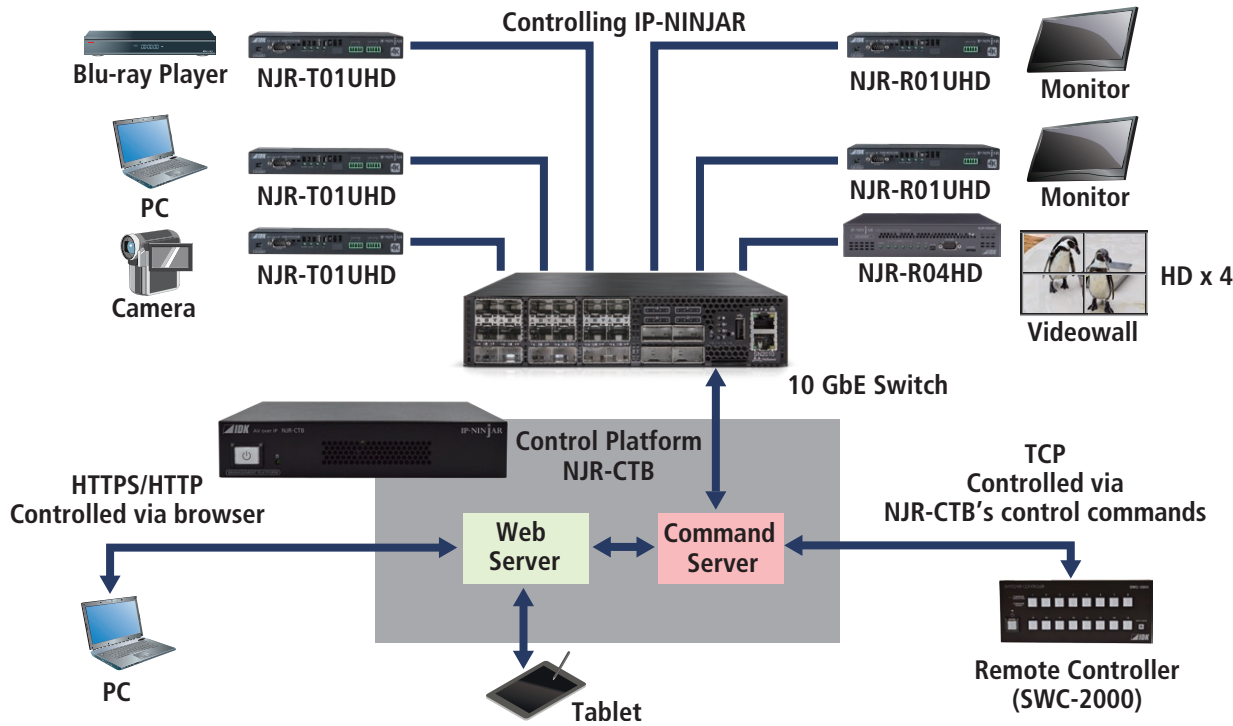 Controlling IP-NINJAR
Blu-ray Player
NJR-T01UHD
NJR-R01UHD
Monitor
PC
NJR-T01UHD
NJR-R01UHD
Monitor
Camera
NJR-T01UHD
NJR-R04HD
HD x 4
Videowall
10 GbE Switch
IDK
NJR-CTB
IP-NINJAR
Control Platform
NJR-CTB
HTTPS/HTTP
Controlled via browser
TCP
Controlled via
NJR-CTB's control commands
Web
Server
Command
Server
PC
Tablet
IDK
Remote Controller
(SWC-2000)